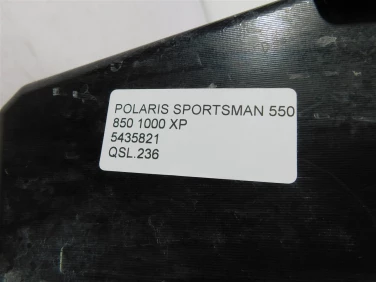 POLARIS SPORTSMAN 550
850 1000 XP
5435821
QSL.236